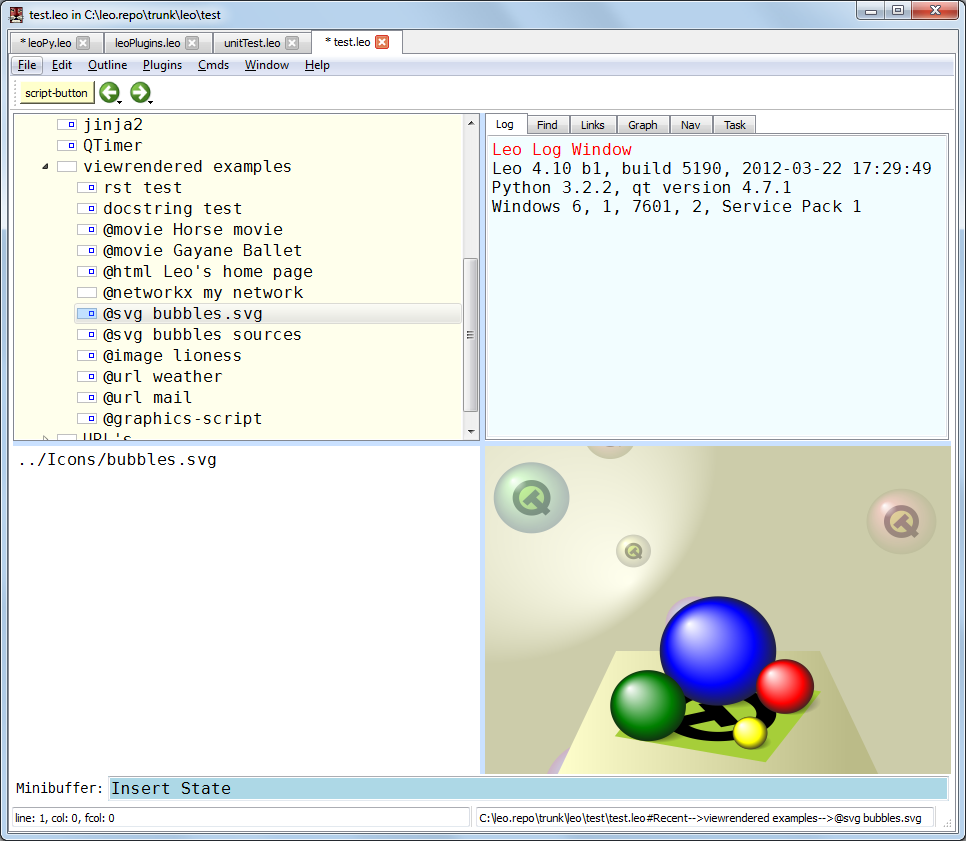 test.leo in C:\leo.repo\trunk\leo\test
* leoPy.leo leoPlugins.leo unitTest.leo * test.leo
File Edit Outline Plugins Cmds Window Help
script-button
jinja2
QTimer
viewrendered examples
rst test
docstring test
@movie Horse movie
@movie Gayane Ballet
@html Leo's home page
@networkx my network
@svg bubbles.svg
@svg bubbles sources
@image lioness
@url weather
@url mail
@graphics-script
URL's
Log Find Links Graph Nav Task
Leo Log Window
Leo 4.10 b1, build 5190, 2012-03-22 17:29:49
Python 3.2.2, qt version 4.7.1
Windows 6, 1, 7601, 2, Service Pack 1
../Icons/bubbles.svg
Minibuffer: Insert State
line: 1, col: 0, fcol: 0
C:\leo.repo\trunk\leo\test\test.leo#Recent-->viewrendered examples-->@svg bubbles.svg